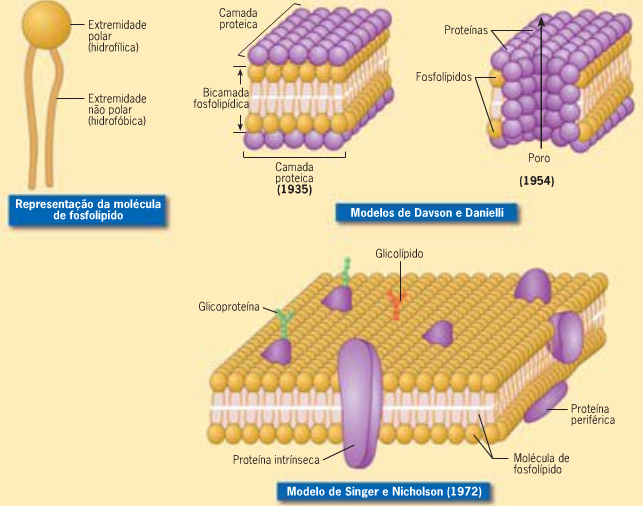 Extremidade
polar
(hidrofílica)
Extremidade
não polar
(hidrofóbica)
Representação da molécula
de fosfolípido
Camada
proteica
Bicamada
fosfolipídica
Camada
proteica
(1935)
Proteínas
Fosfolípidos
Poro
(1954)
Modelos de Davson e Danielli
Glicolípido
Glicoproteína
Proteína intrínseca
Proteína
periférica
Molécula de
fosfolípido
Modelo de Singer e Nicholson (1972)